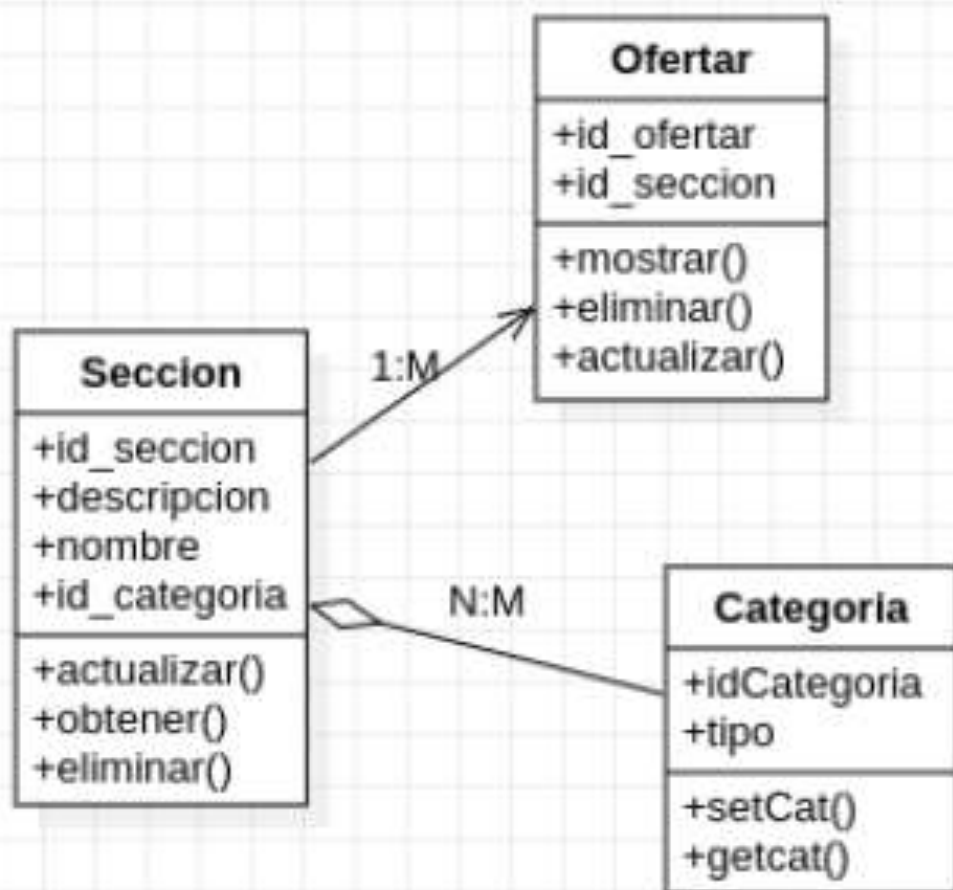 Ofertar
+id_ofertar
+id_seccion
+mostrar()
+eliminar()
+actualizar()
1:M
Seccion
+id_seccion
+descripcion
+nombre
+id_categoria
+actualizar()
+obtener()
+eliminar()
N:M
Categoria
+idCategoria
+tipo
+setCat()
+getcat()